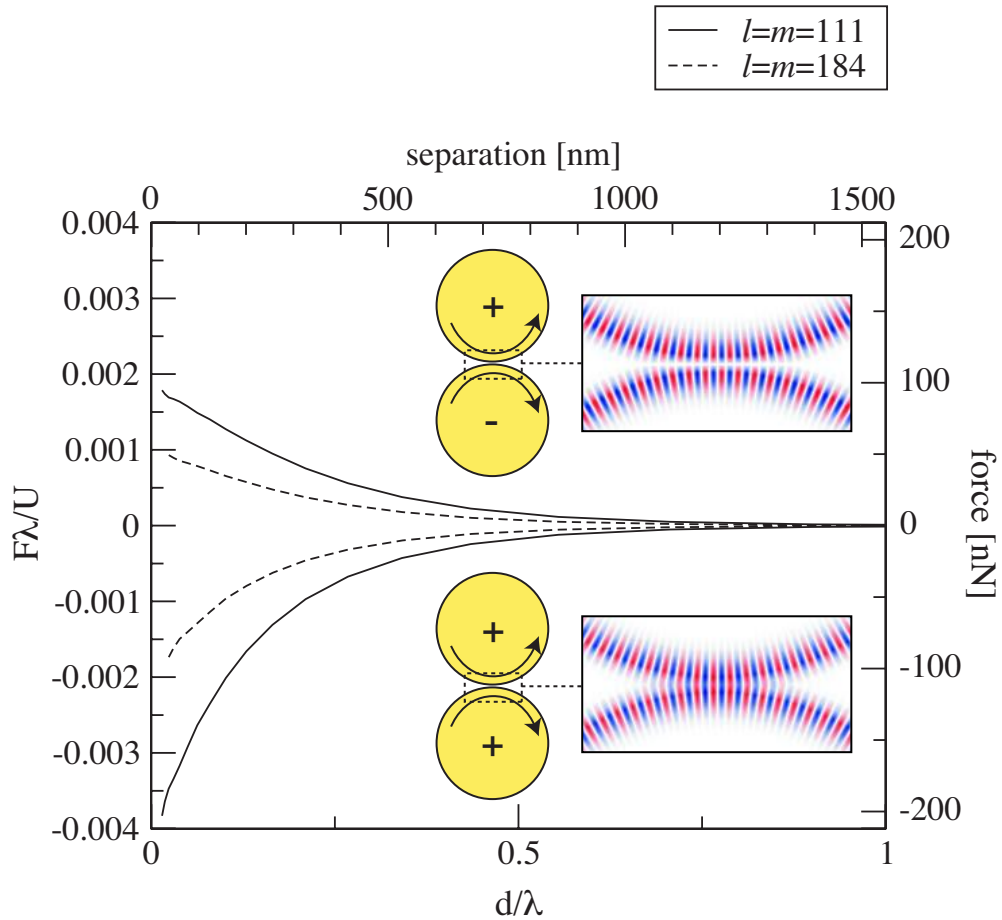 l=m=111
l=m=184
separation [nm]
0 500 1000 1500
0.004
0.003
0.002
0.001
0
-0.001
-0.002
-0.003
-0.004
Fλ/U
200
100
0
-100
-200
force [nN]
+
-
+
+
0 0.5 1
d/λ